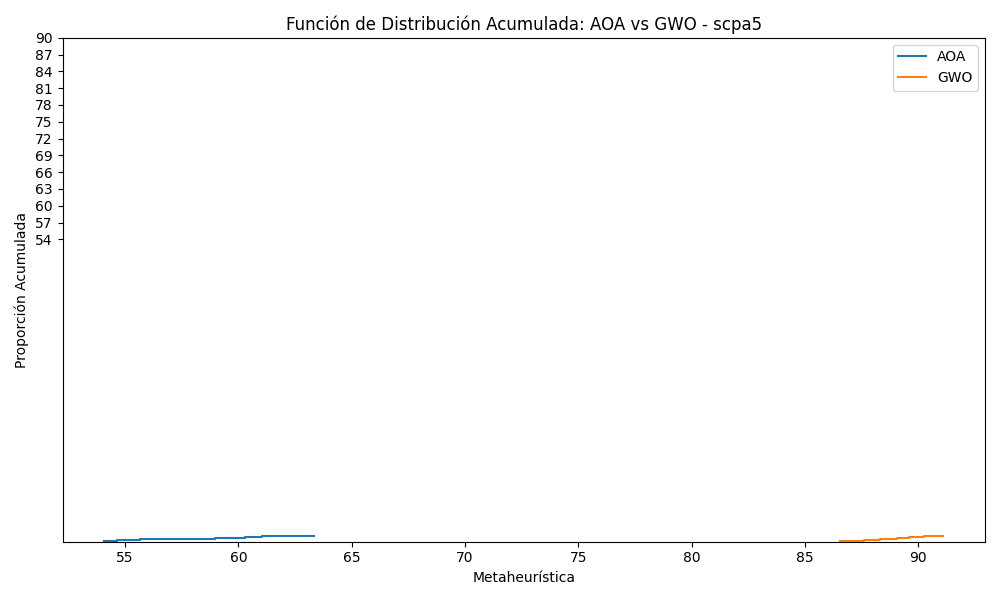 Función de Distribución Acumulada: AOA vs GWO - scpa5
AOA
GWO
90
87
84
81
78
75
72
69
66
63
60
57
54
Proporción Acumulada
55 60 65 70 75 80 85 90
Metaheurística